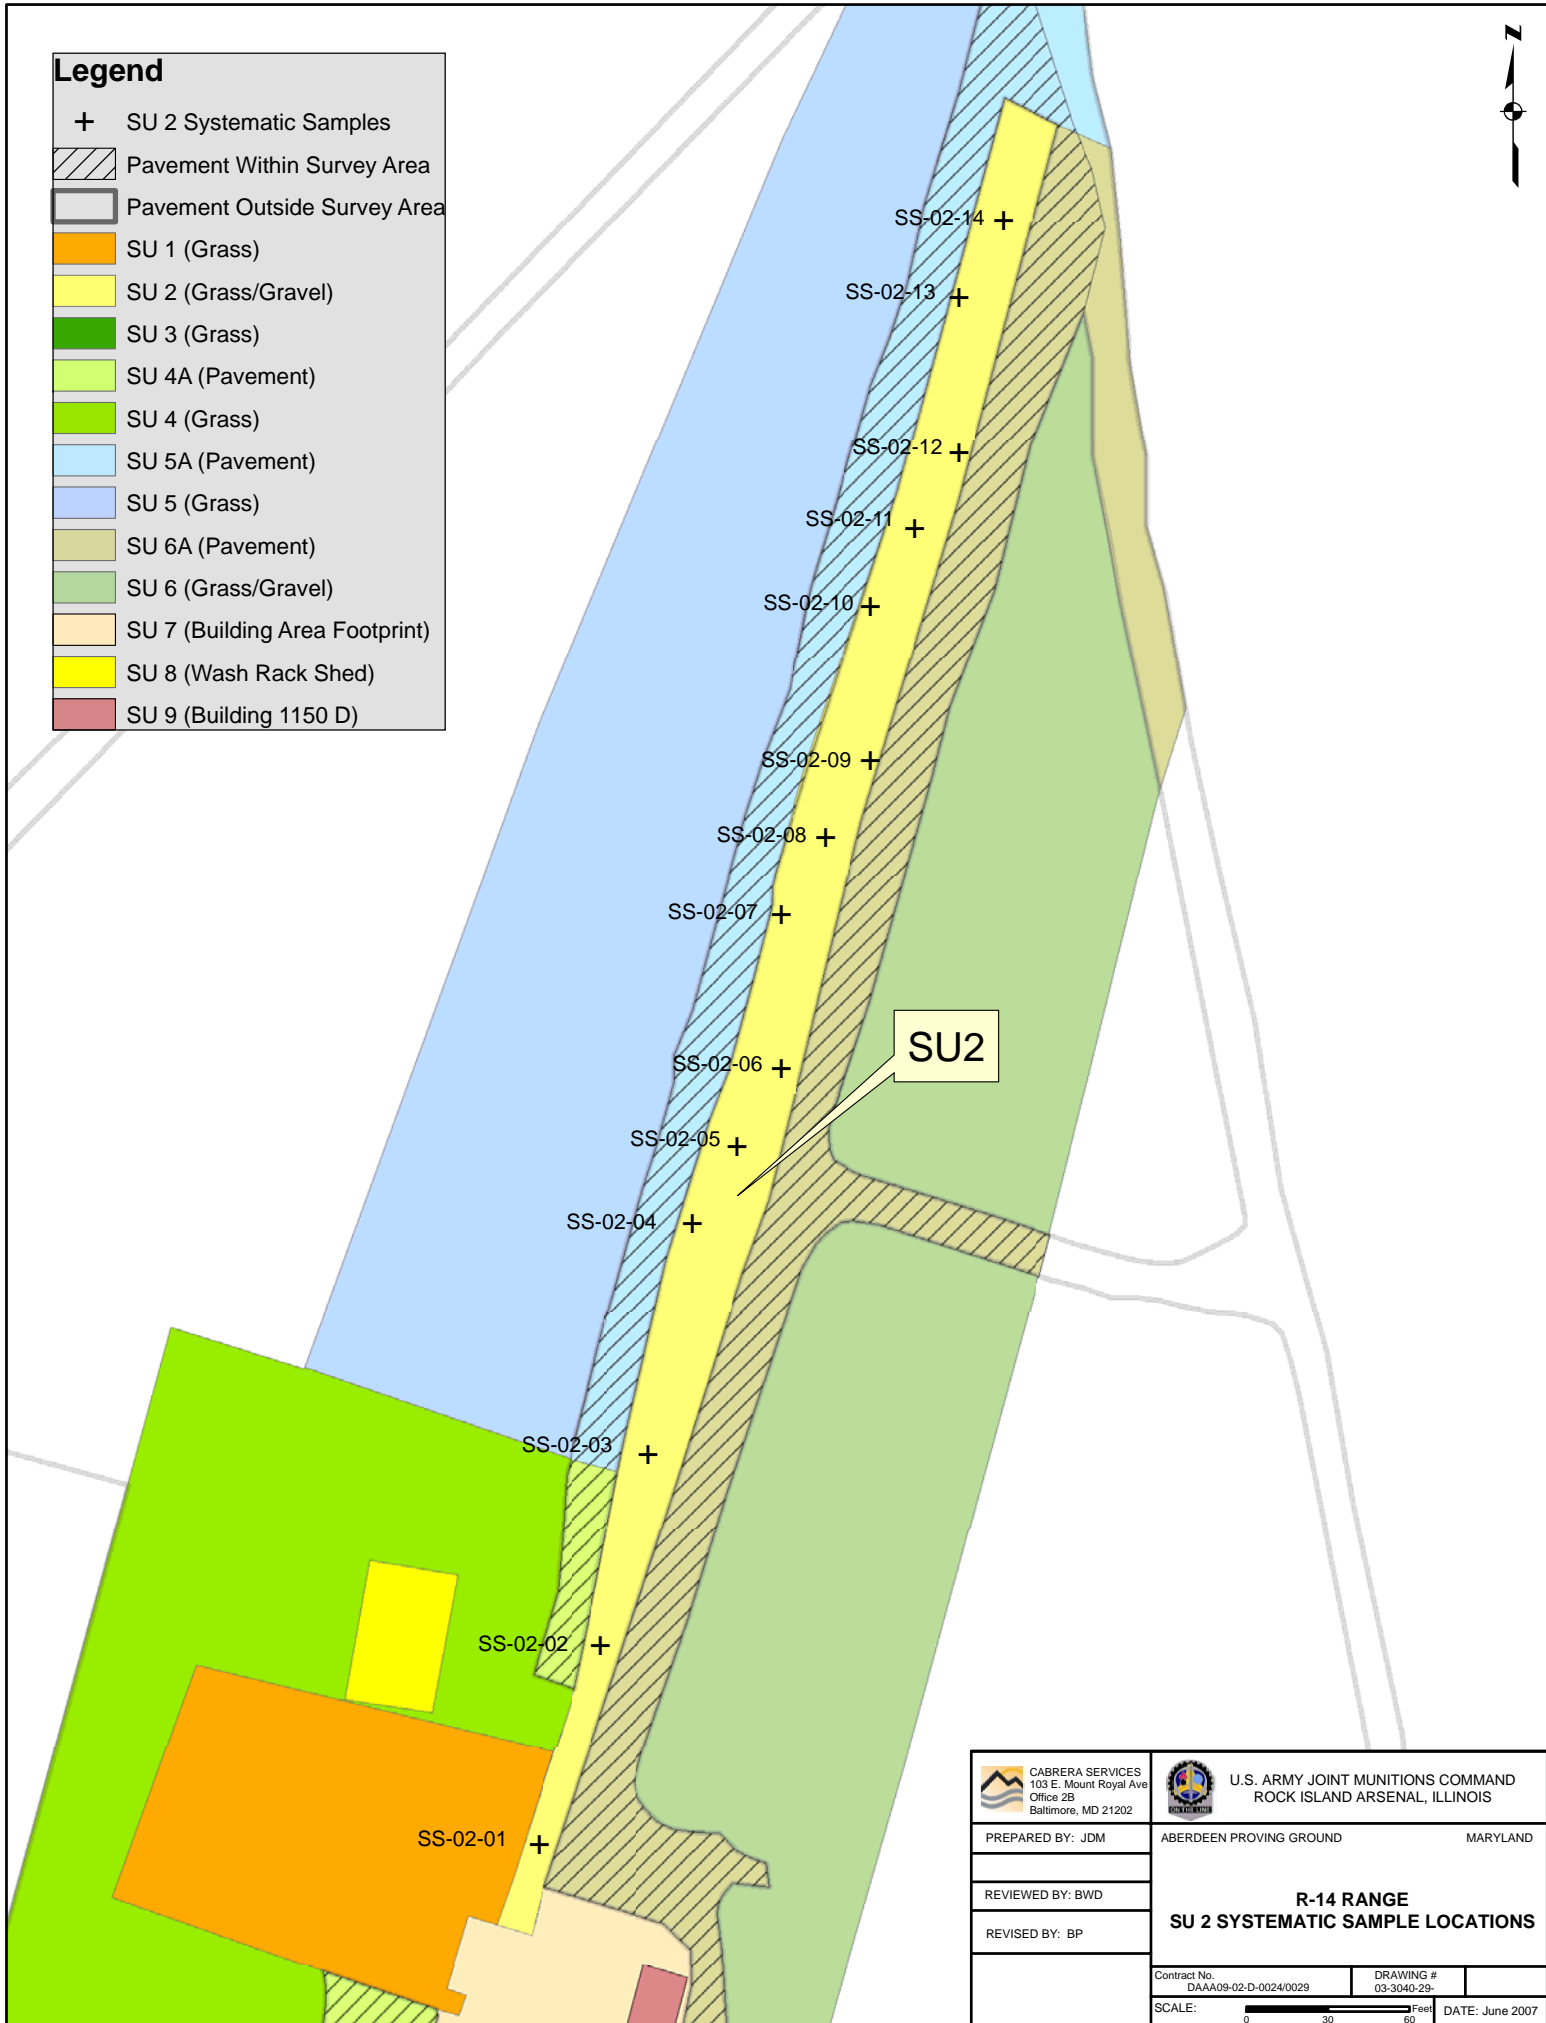 Legend
SU 2 Systematic Samples
Pavement Within Survey Area
Pavement Outside Survey Area
SU 1 (Grass)
SU 2 (Grass/Gravel)
SU 3 (Grass)
SU 4A (Pavement)
SU 4 (Grass)
SU 5A (Pavement)
SU 5 (Grass)
SU 6A (Pavement)
SU 6 (Grass/Gravel)
SU 7 (Building Area Footprint)
SU 8 (Wash Rack Shed)
SU 9 (Building 1150 D)
z
SS-02-14
SS-02-13
SS-02-12
SS-02-11
SS-02-10
SS-02-09
SS-02-08
SS-02-07
SU2
SS-02-06
SS-02-05
SS-02-04
SS-02-03
SS-02-02
SS-02-01
CABRERA SERVICES
103 E. Mount Royal Ave
Office 2B
Baltimore, MD 21202
ON THE LINE
U.S. ARMY JOINT MUNITIONS COMMAND
ROCK ISLAND ARSENAL, ILLINOIS
PREPARED BY: JDM
ABERDEEN PROVING GROUND MARYLAND
REVIEWED BY: BWD
REVISED BY: BP
R-14 RANGE
SU 2 SYSTEMATIC SAMPLE LOCATIONS
Contract No.
DAAA09-02-D-0024/0029
DRAWING #
03-3040-29-
SCALE:
Feet
0 30 60
DATE: June 2007